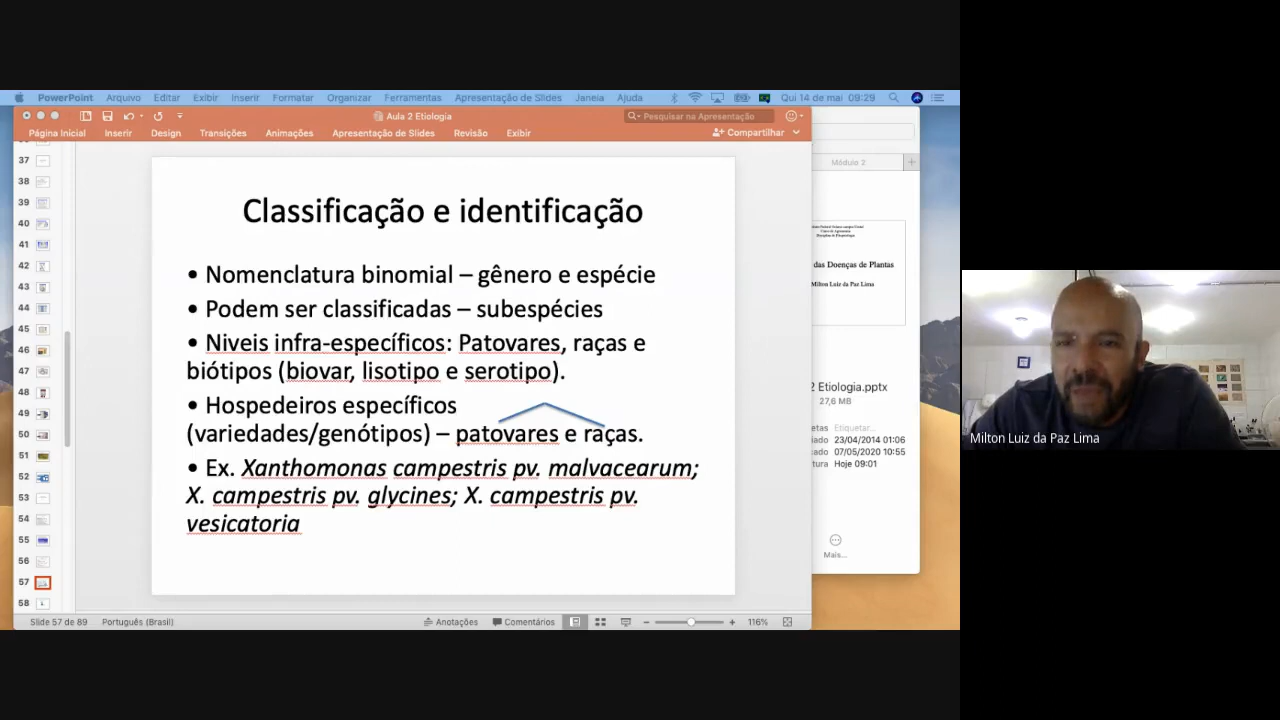 PowerPoint Arquivo Editar Exibir Inserir Formatar Organizar Ferramentas Apresentação de Slides Janela Ajuda Qui 14 de mai 09:29
Aula 2 Etiologia
Pesquisar na Apresentação
Página Inicial Inserir Design Transições Animações Apresentação de Slides Revisão Exibir
Compartilhar
Módulo 2
37
38
39
40
41
42
43
44
45
46
47
48
49
50
51
52
53
54
55
56
57
58
Classificação e identificação
• Nomenclatura binomial – gênero e espécie
• Podem ser classificadas – subespécies
• Niveis infra-específicos: Patovares, raças e
biótipos (biovar, lisotipo e serotipo).
• Hospedeiros específicos
(variedades/genótipos) – patovares e raças.
• Ex. Xanthomonas campestris pv. malvacearum;
X. campestris pv. glycines; X. campestris pv.
vesicatoria
das Doenças de Plantas
Milton Luiz da Paz Lima
2 Etiologia.pptx
27,6 MB
Etiquetar...
23/04/2014 01:06
07/05/2020 10:55
Hoje 09:01
Mais...
Slide 57 de 89 Português (Brasil) Anotações Comentários 116%
Milton Luiz da Paz Lima